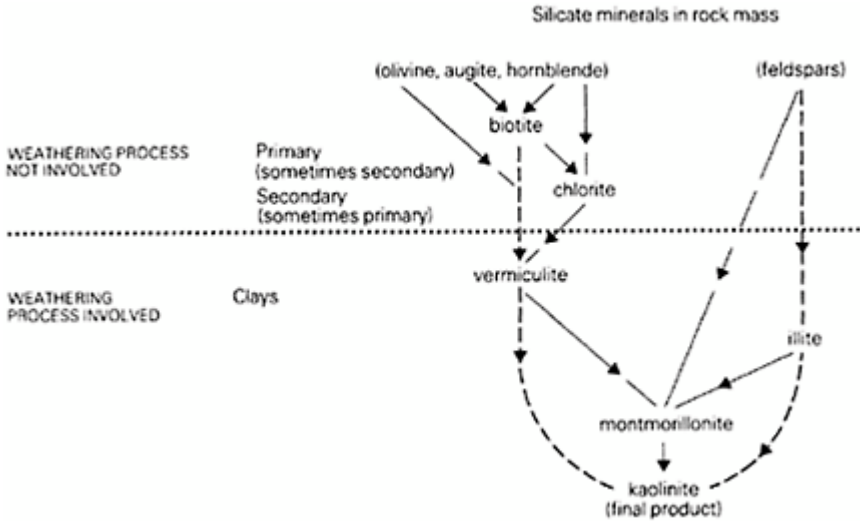 Silicate minerals in rock mass
(olivine, augite, hornblende)
(feldspars)
biotite
WEATHERING PROCESS
NOT INVOLVED
Primary
(sometimes secondary)
Secondary
(sometimes primary)
chlorite
vermiculite
WEATHERING
PROCESS INVOLVED
Clays
illite
montmorillonite
kaolinite
(final product)